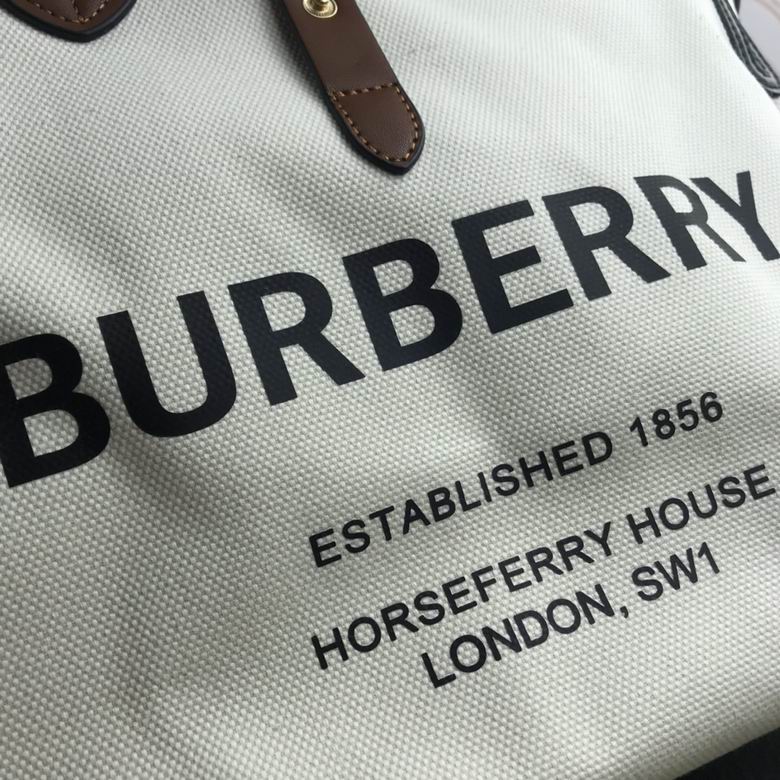 BURBERRY
ESTABLISHED 1856
HORSEFERRY HOUSE
LONDON, SW1